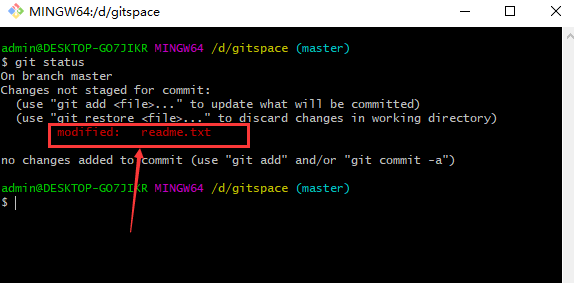 MINGW64:/d/gitspace
admin@DESKTOP-GO7JIKR MINGW64 /d/gitspace (master)
$ git status
On branch master
Changes not staged for commit:
(use "git add <file>..." to update what will be committed)
(use "git restore <file>..." to discard changes in working directory)
modified: readme.txt
no changes added to commit (use "git add" and/or "git commit -a")
admin@DESKTOP-GO7JIKR MINGW64 /d/gitspace (master)
$